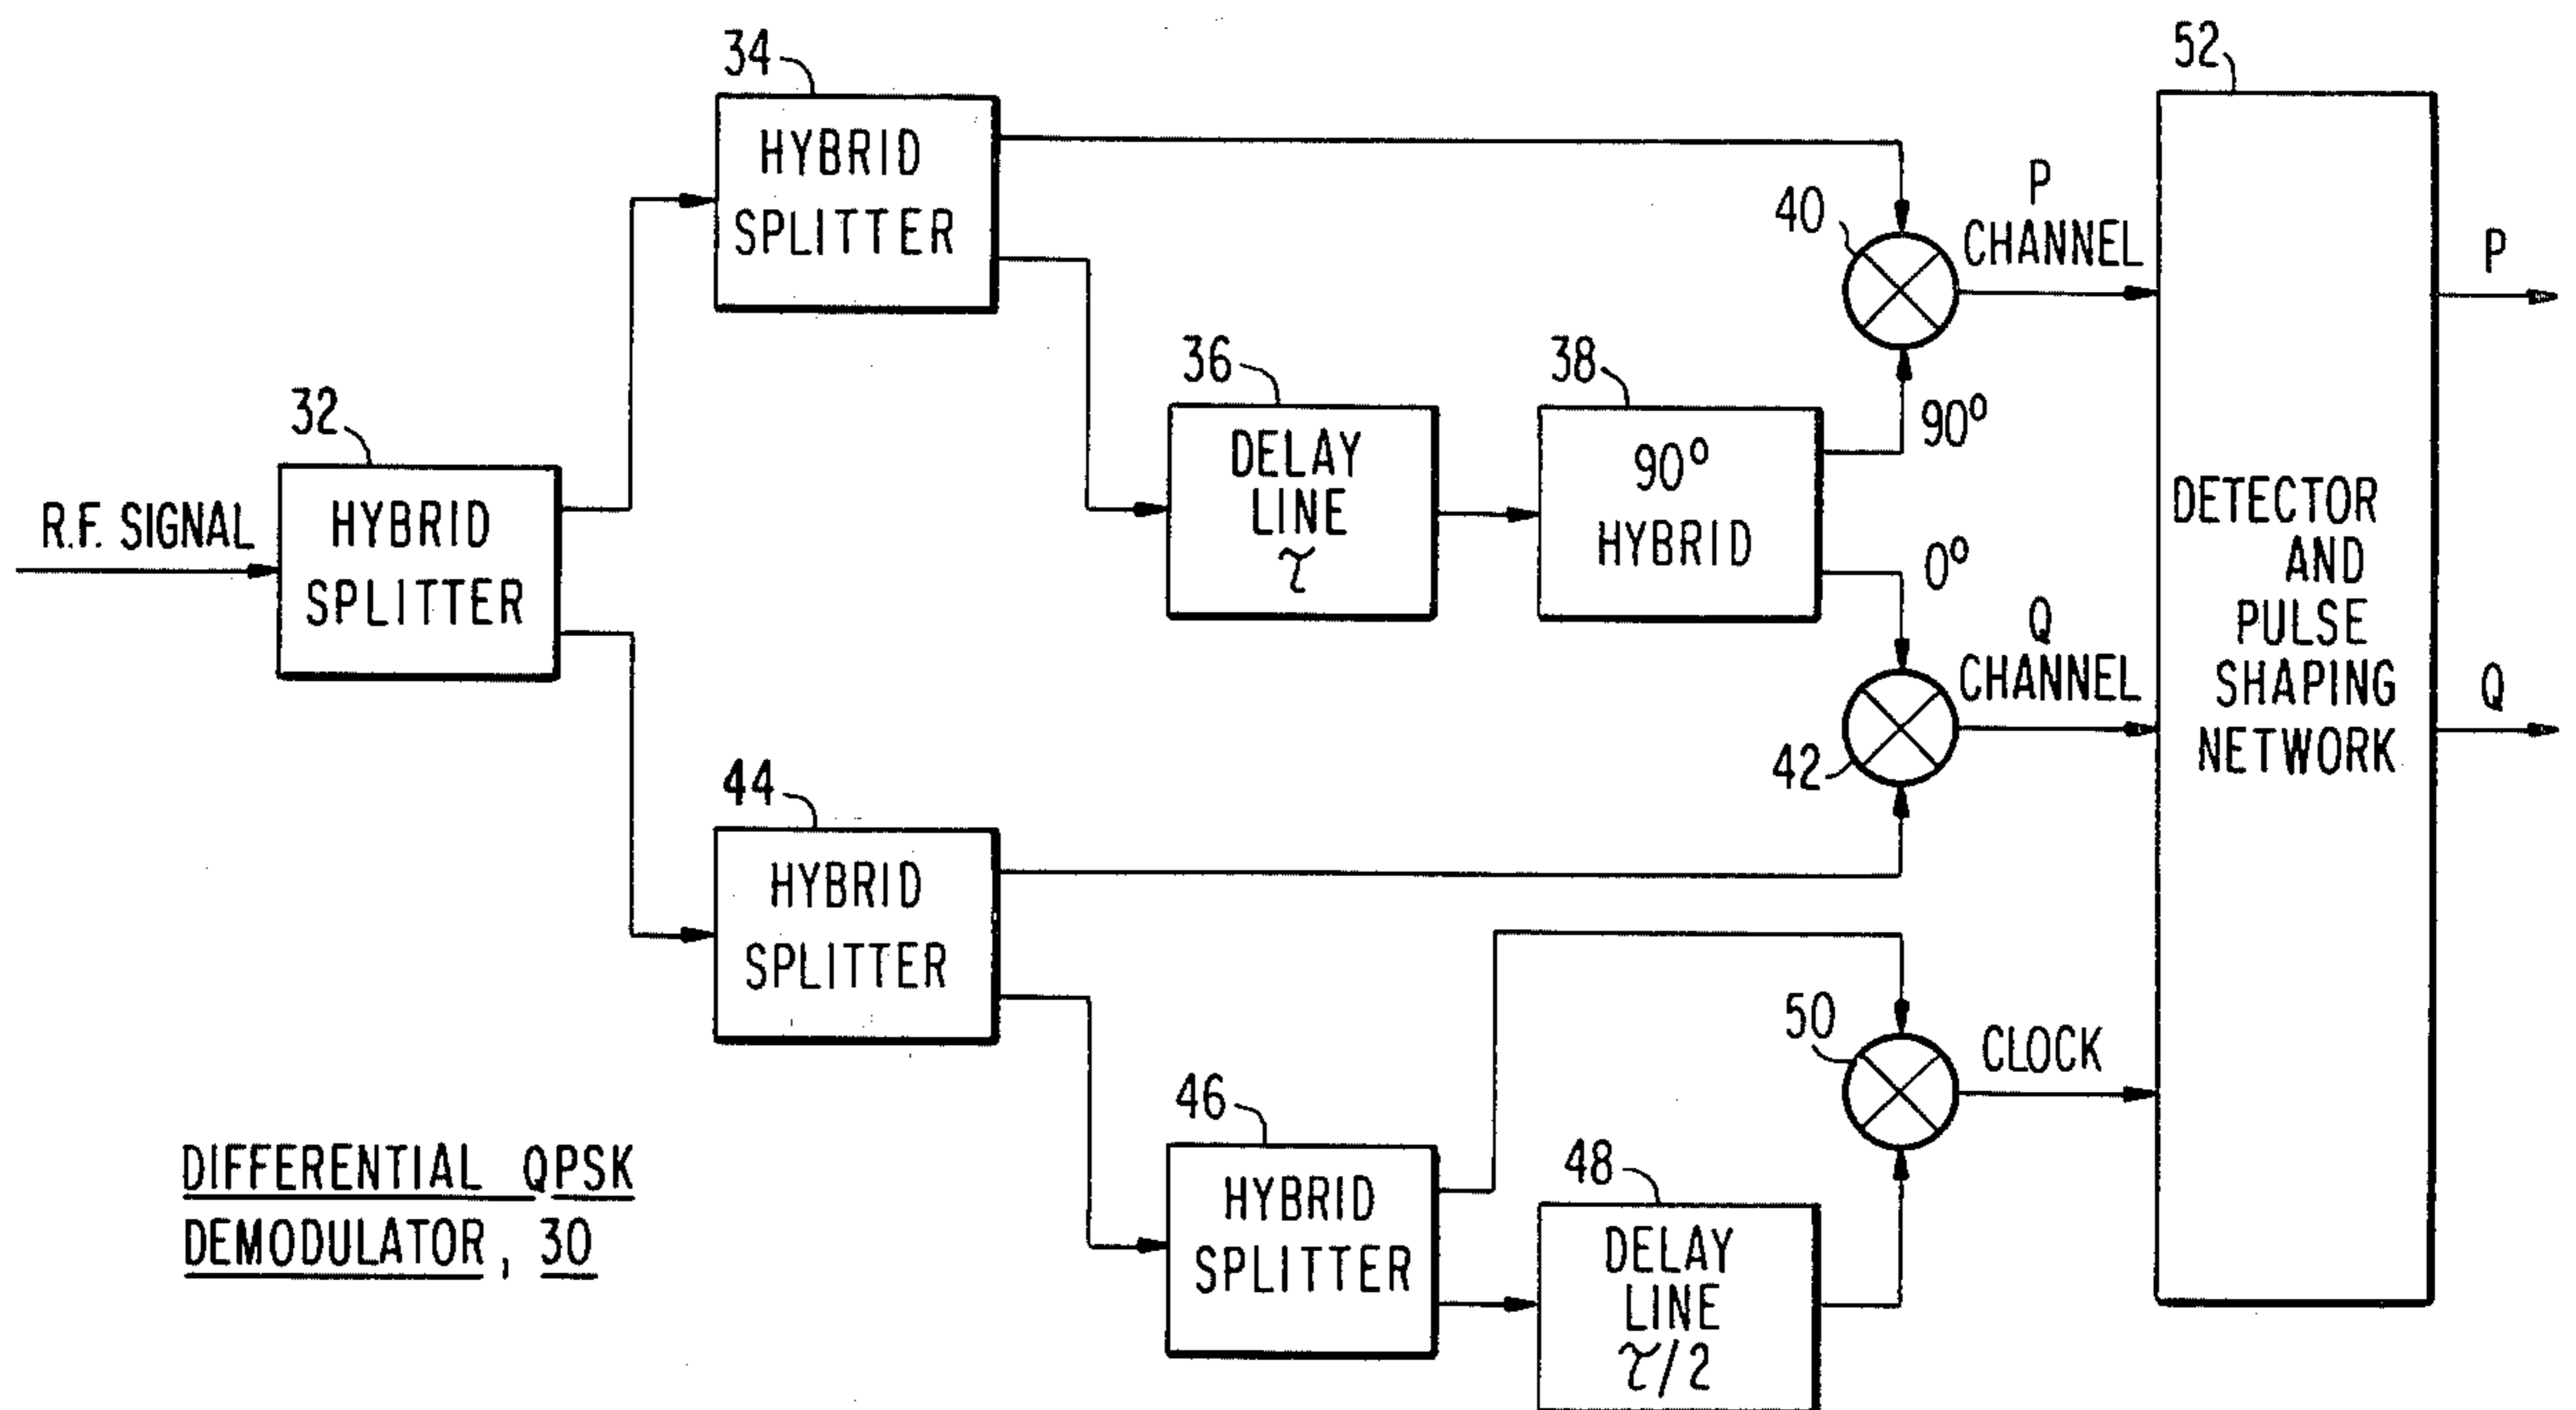 34
HYBRID
SPLITTER
52
P
CHANNEL
40
P
36
DELAY
LINE
τ
38
90°
HYBRID
90°
0°
32
R.F. SIGNAL
HYBRID
SPLITTER
DETECTOR
AND
PULSE
SHAPING
NETWORK
Q
CHANNEL
42
Q
44
HYBRID
SPLITTER
50
CLOCK
46
HYBRID
SPLITTER
48
DELAY
LINE
τ/2
DIFFERENTIAL QPSK
DEMODULATOR, 30